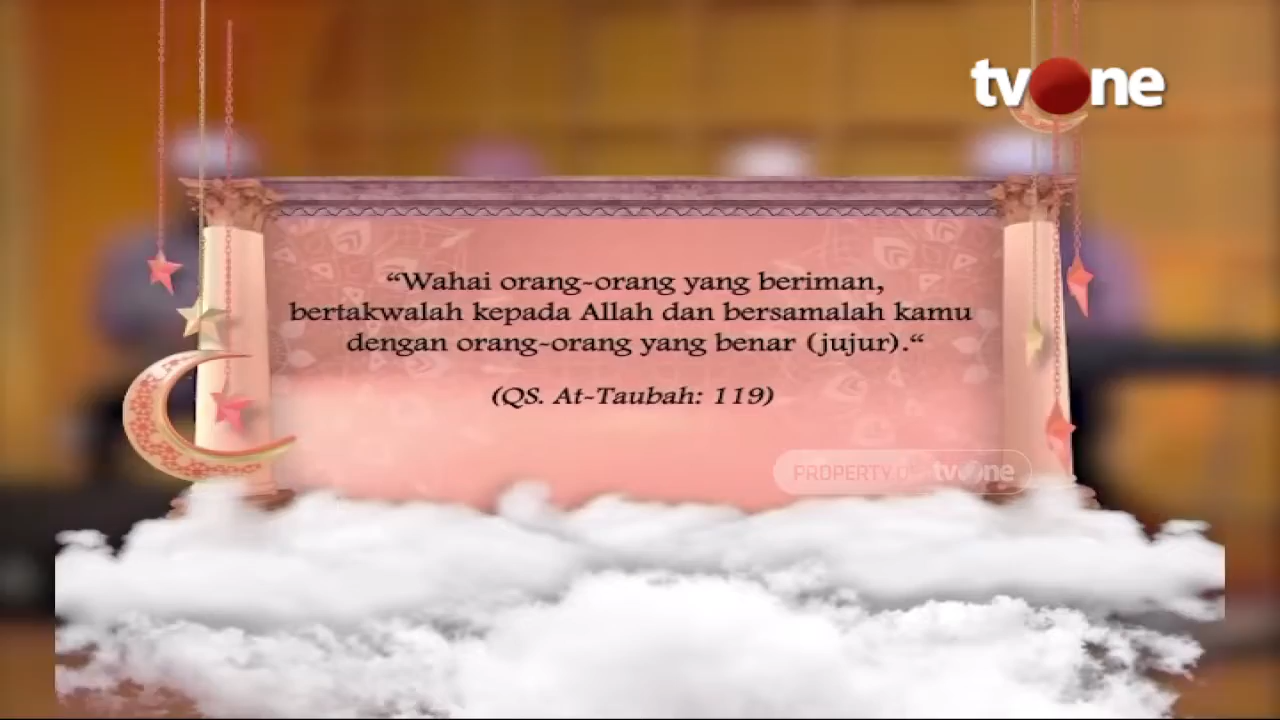 tvOne
“Wahai orang-orang yang beriman,
bertakwalah kepada Allah dan bersamalah kamu
dengan orang-orang yang benar (jujur).“
(QS. At-Taubah: 119)
PROPERTY OF tvOne